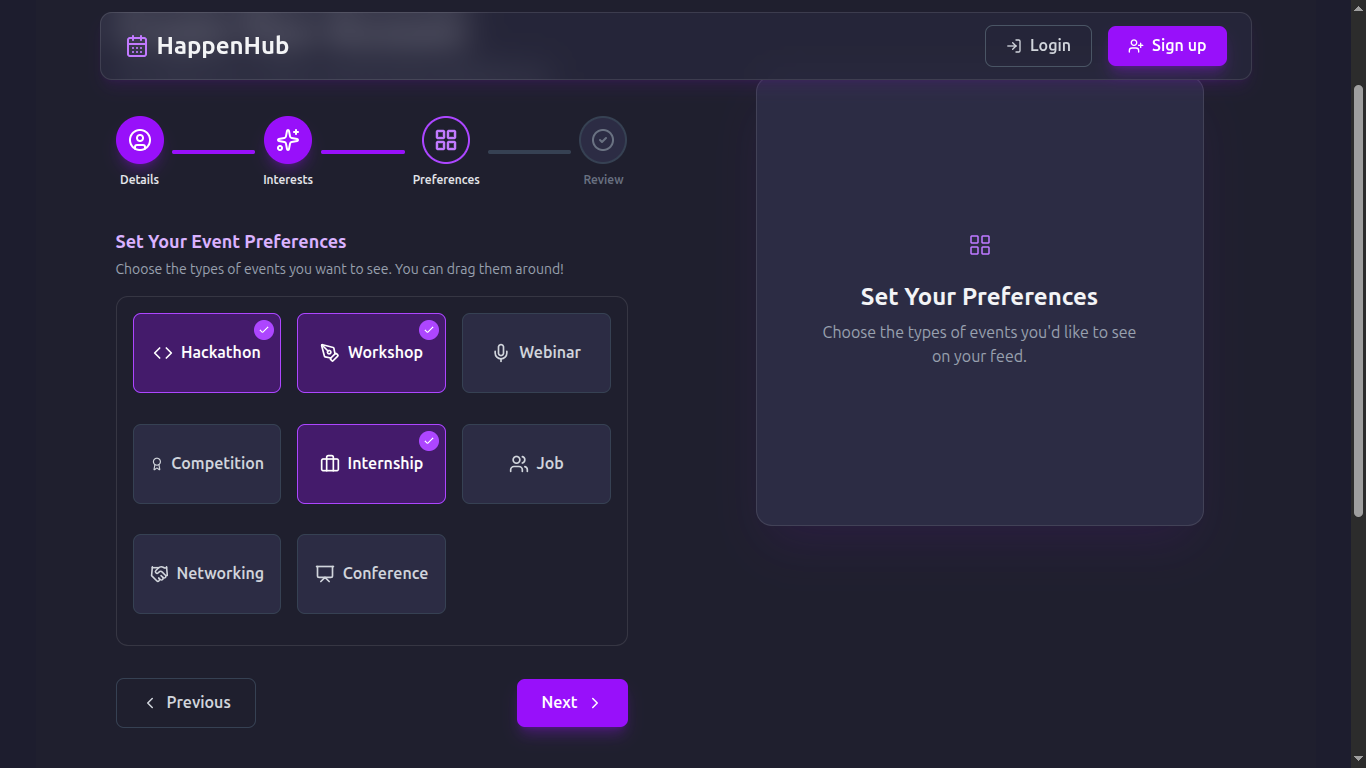 HappenHub
Login
Sign up
Details
Interests
Preferences
Review
Set Your Event Preferences
Choose the types of events you want to see. You can drag them around!
Hackathon
Workshop
Webinar
Competition
Internship
Job
Networking
Conference
Previous
Next
Set Your Preferences
Choose the types of events you'd like to see
on your feed.